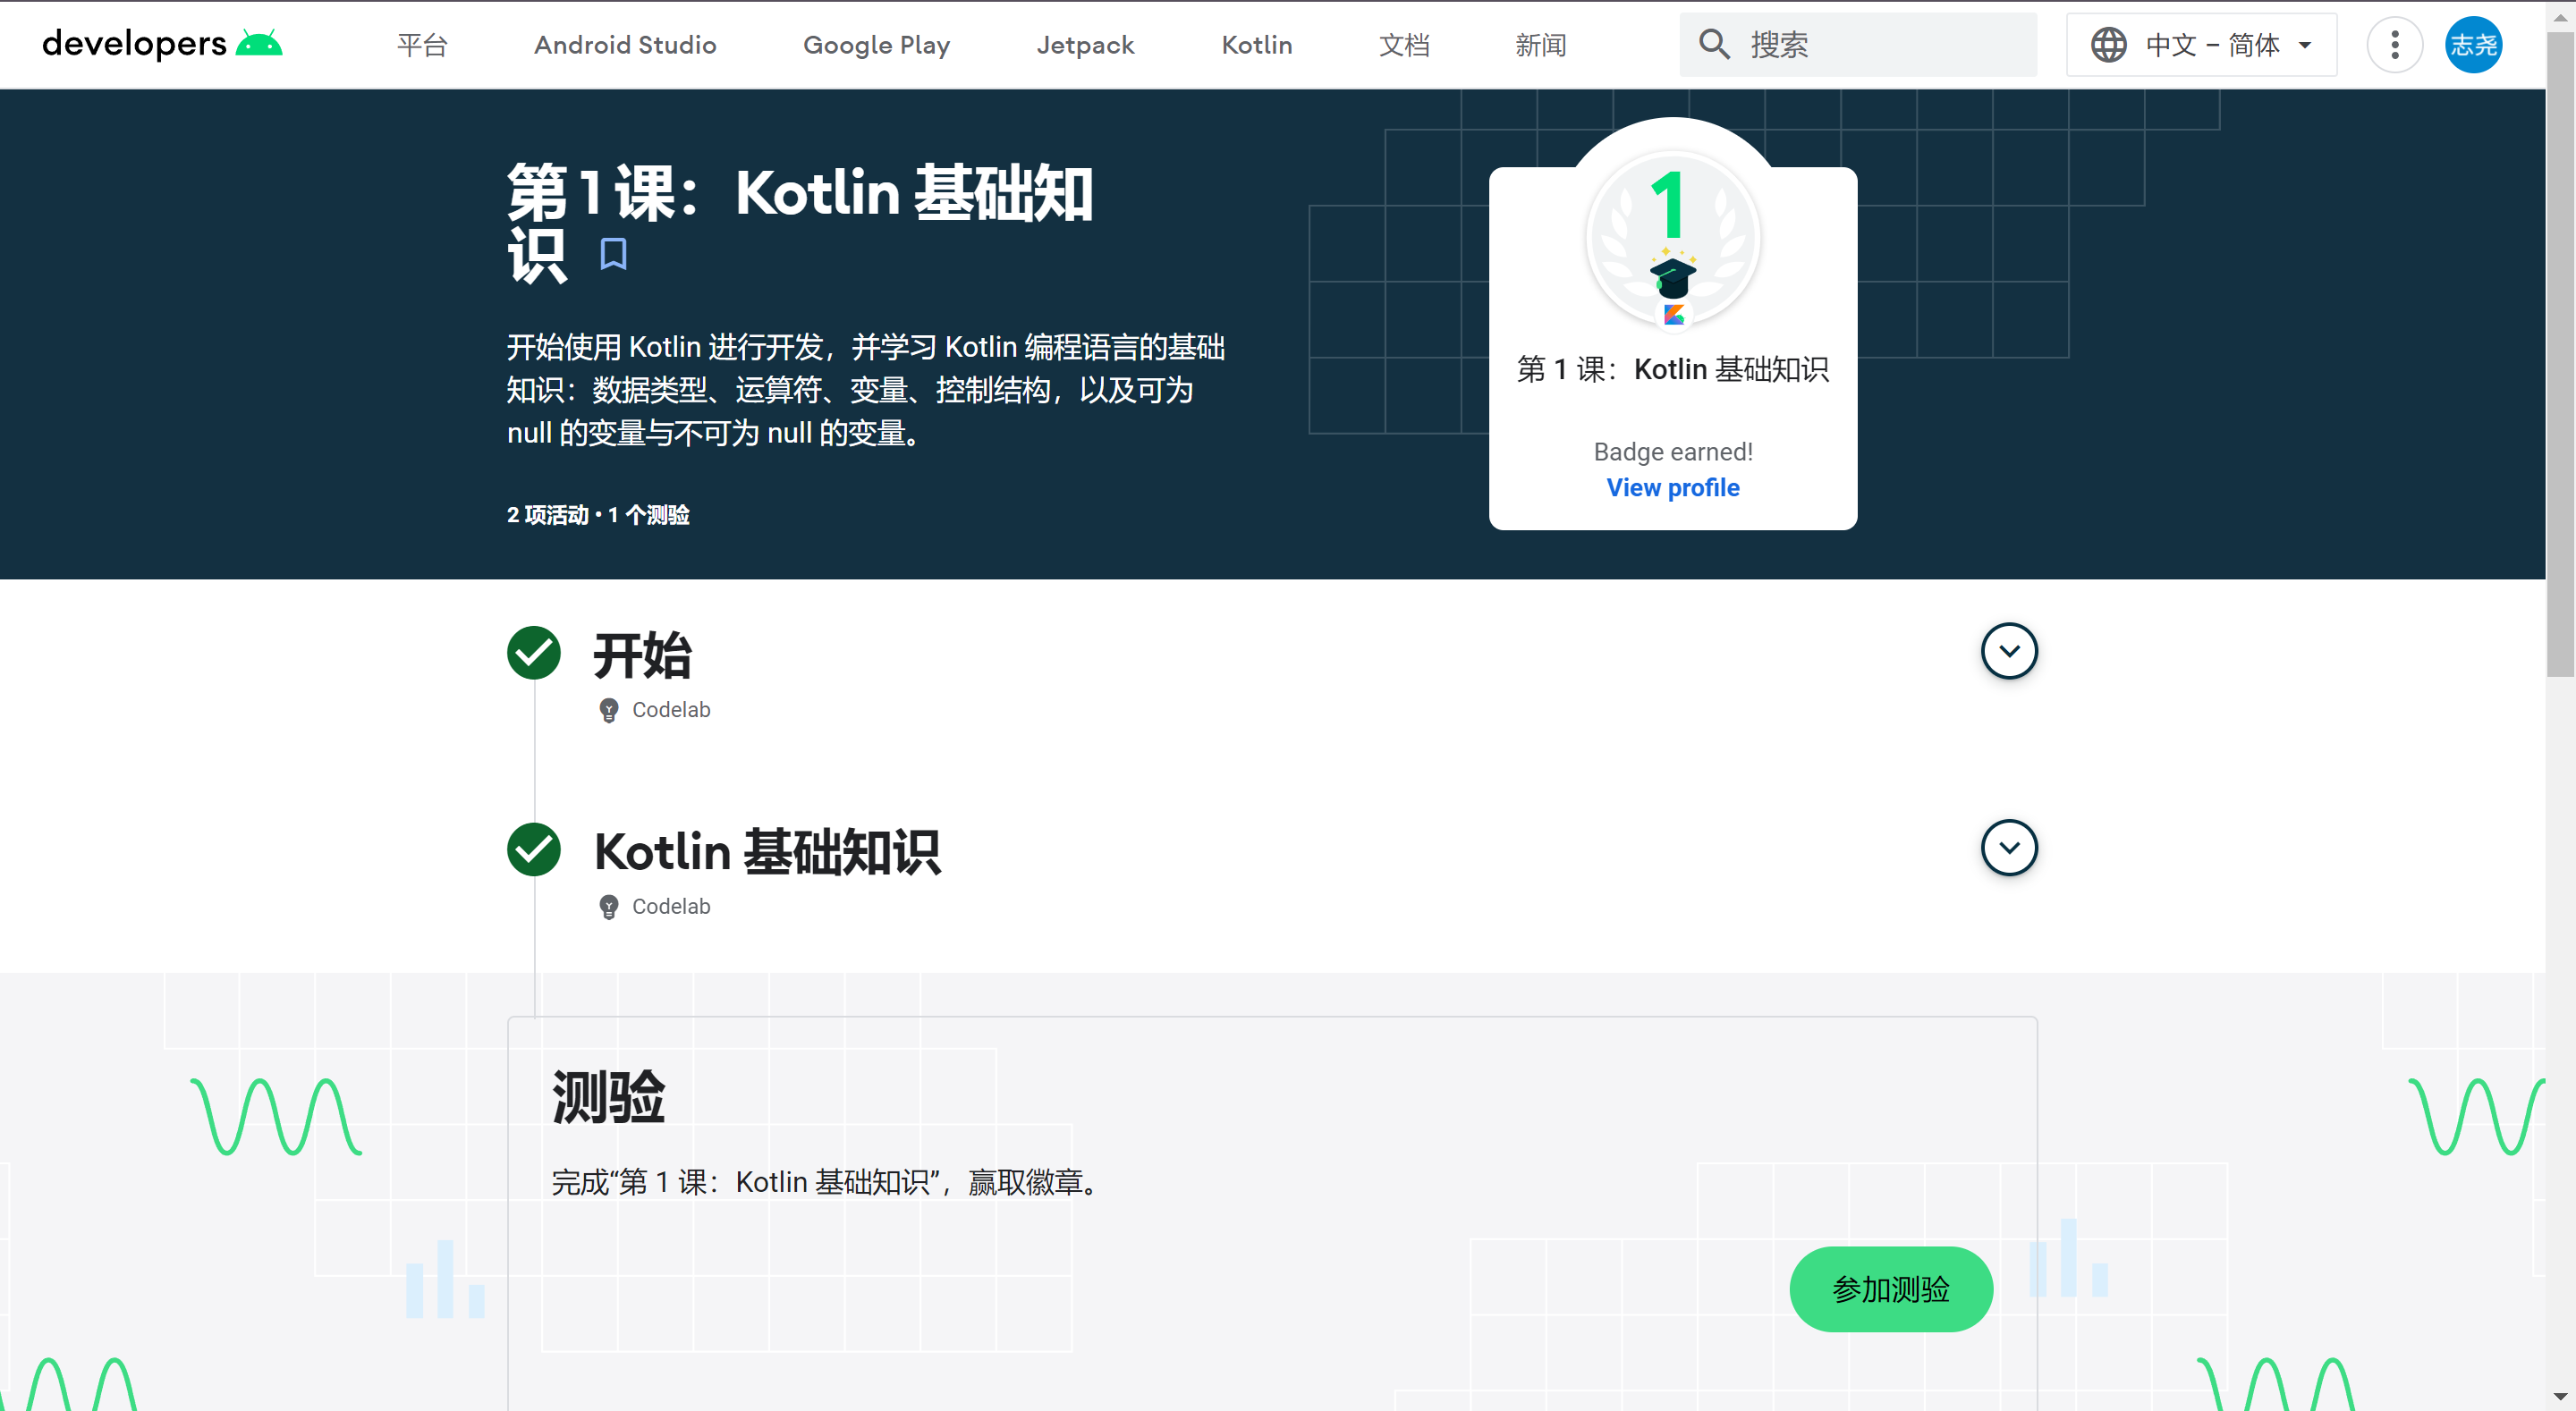 developers 平台 Android Studio Google Play Jetpack Kotlin 文档 新闻 搜索 中文 – 简体 志尧
第 1 课：Kotlin 基础知
识
开始使用 Kotlin 进行开发，并学习 Kotlin 编程语言的基础
知识：数据类型、运算符、变量、控制结构，以及可为
null 的变量与不可为 null 的变量。
2 项活动 • 1 个测验
1
第 1 课：Kotlin 基础知识
Badge earned!
View profile
开始
Codelab
Kotlin 基础知识
Codelab
测验
完成“第 1 课：Kotlin 基础知识”，赢取徽章。
参加测验